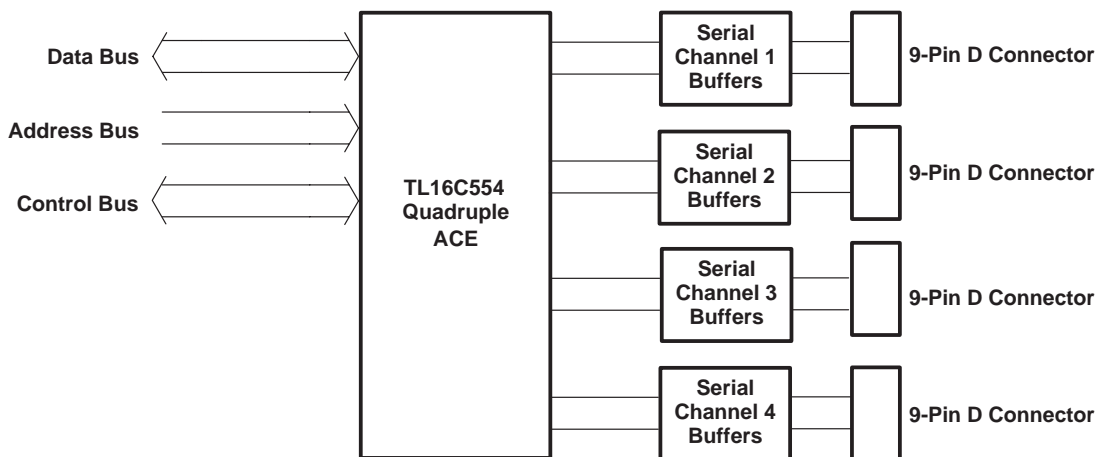 Data Bus
Address Bus
Control Bus
TL16C554
Quadruple
ACE
Serial
Channel 1
Buffers
9-Pin D Connector
Serial
Channel 2
Buffers
9-Pin D Connector
Serial
Channel 3
Buffers
9-Pin D Connector
Serial
Channel 4
Buffers
9-Pin D Connector